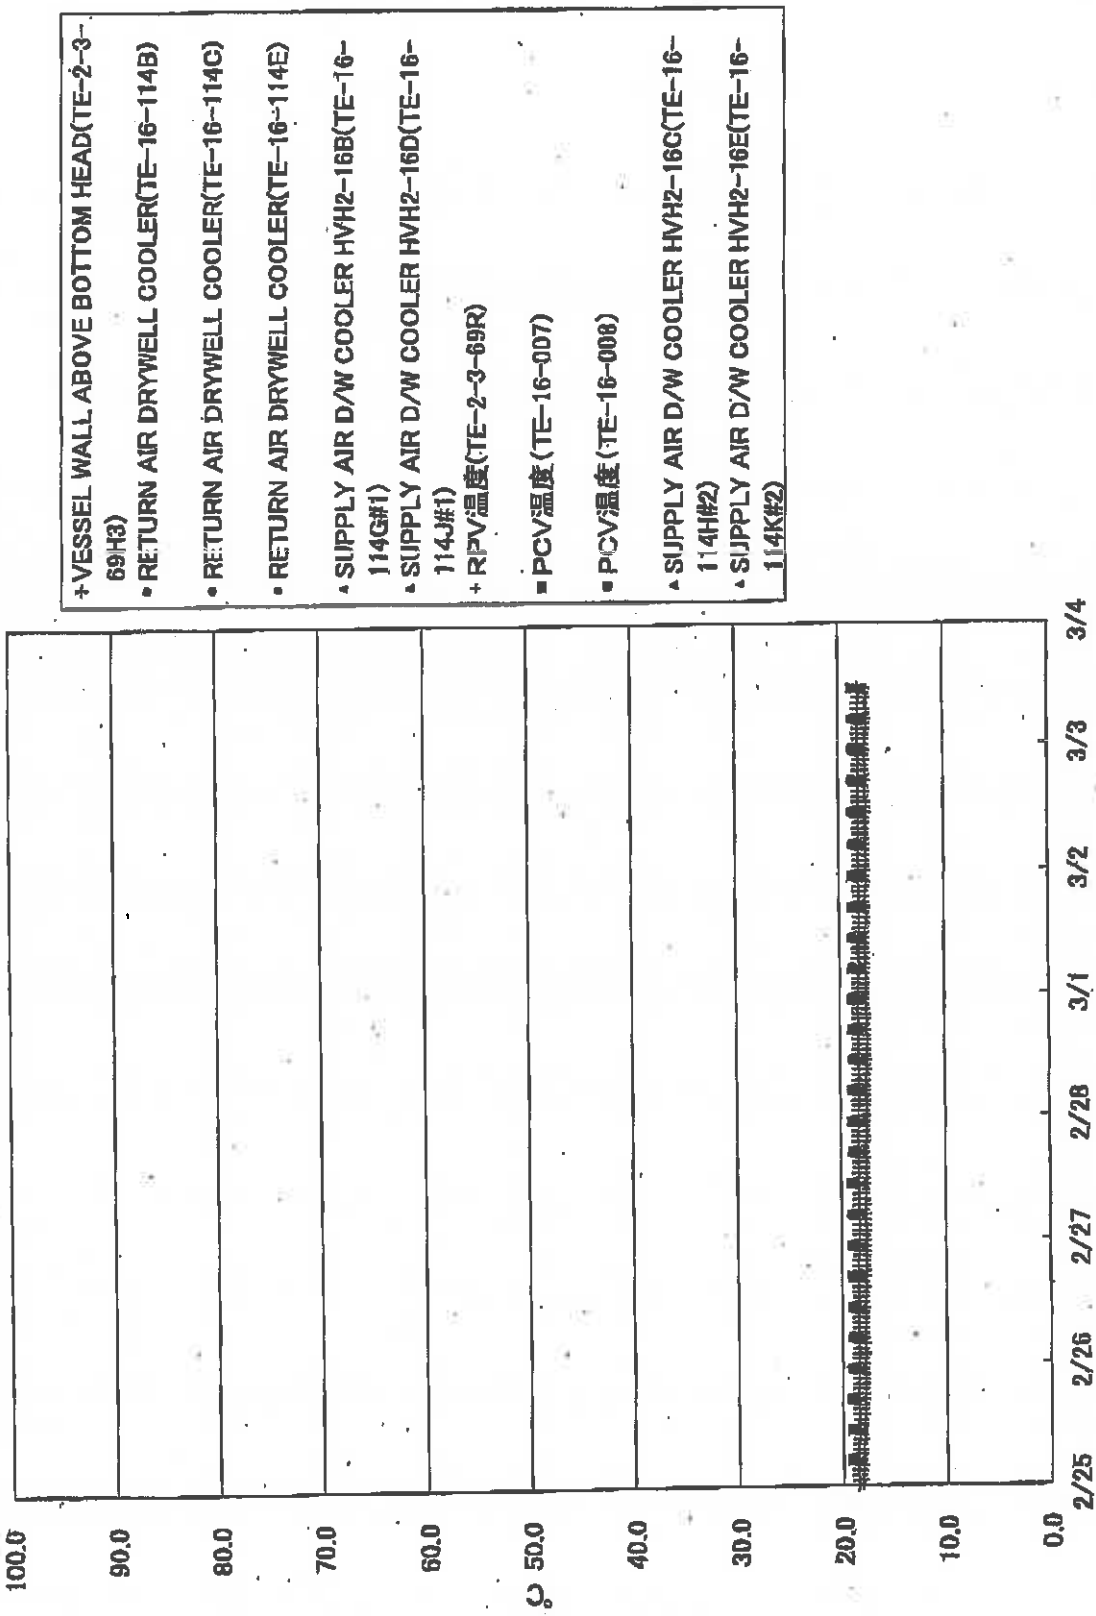 100.0
90.0
80.0
70.0
60.0
℃ 50.0
40.0
30.0
20.0
10.0
0.0
2/25 2/26 2/27 2/28 3/1 3/2 3/3 3/4
+VESSEL WALL ABOVE BOTTOM HEAD(TE-2-3-
69H3)
• RETURN AIR DRYWELL COOLER(TE-16-114B)
• RETURN AIR DRYWELL COOLER(TE-16-114C)
• RETURN AIR DRYWELL COOLER(TE-16-114E)
▲ SUPPLY AIR D/W COOLER HVH2-16B(TE-16-
114G#1)
▲ SUPPLY AIR D/W COOLER HVH2-16D(TE-16-
114J#1)
+ RPV温度(TE-2-3-69R)
■ PCV温度(TE-16-007)
■ PCV温度(TE-16-008)
▲ SUPPLY AIR D/W COOLER HVH2-16C(TE-16-
114H#2)
▲ SUPPLY AIR D/W COOLER HVH2-16E(TE-16-
114K#2)